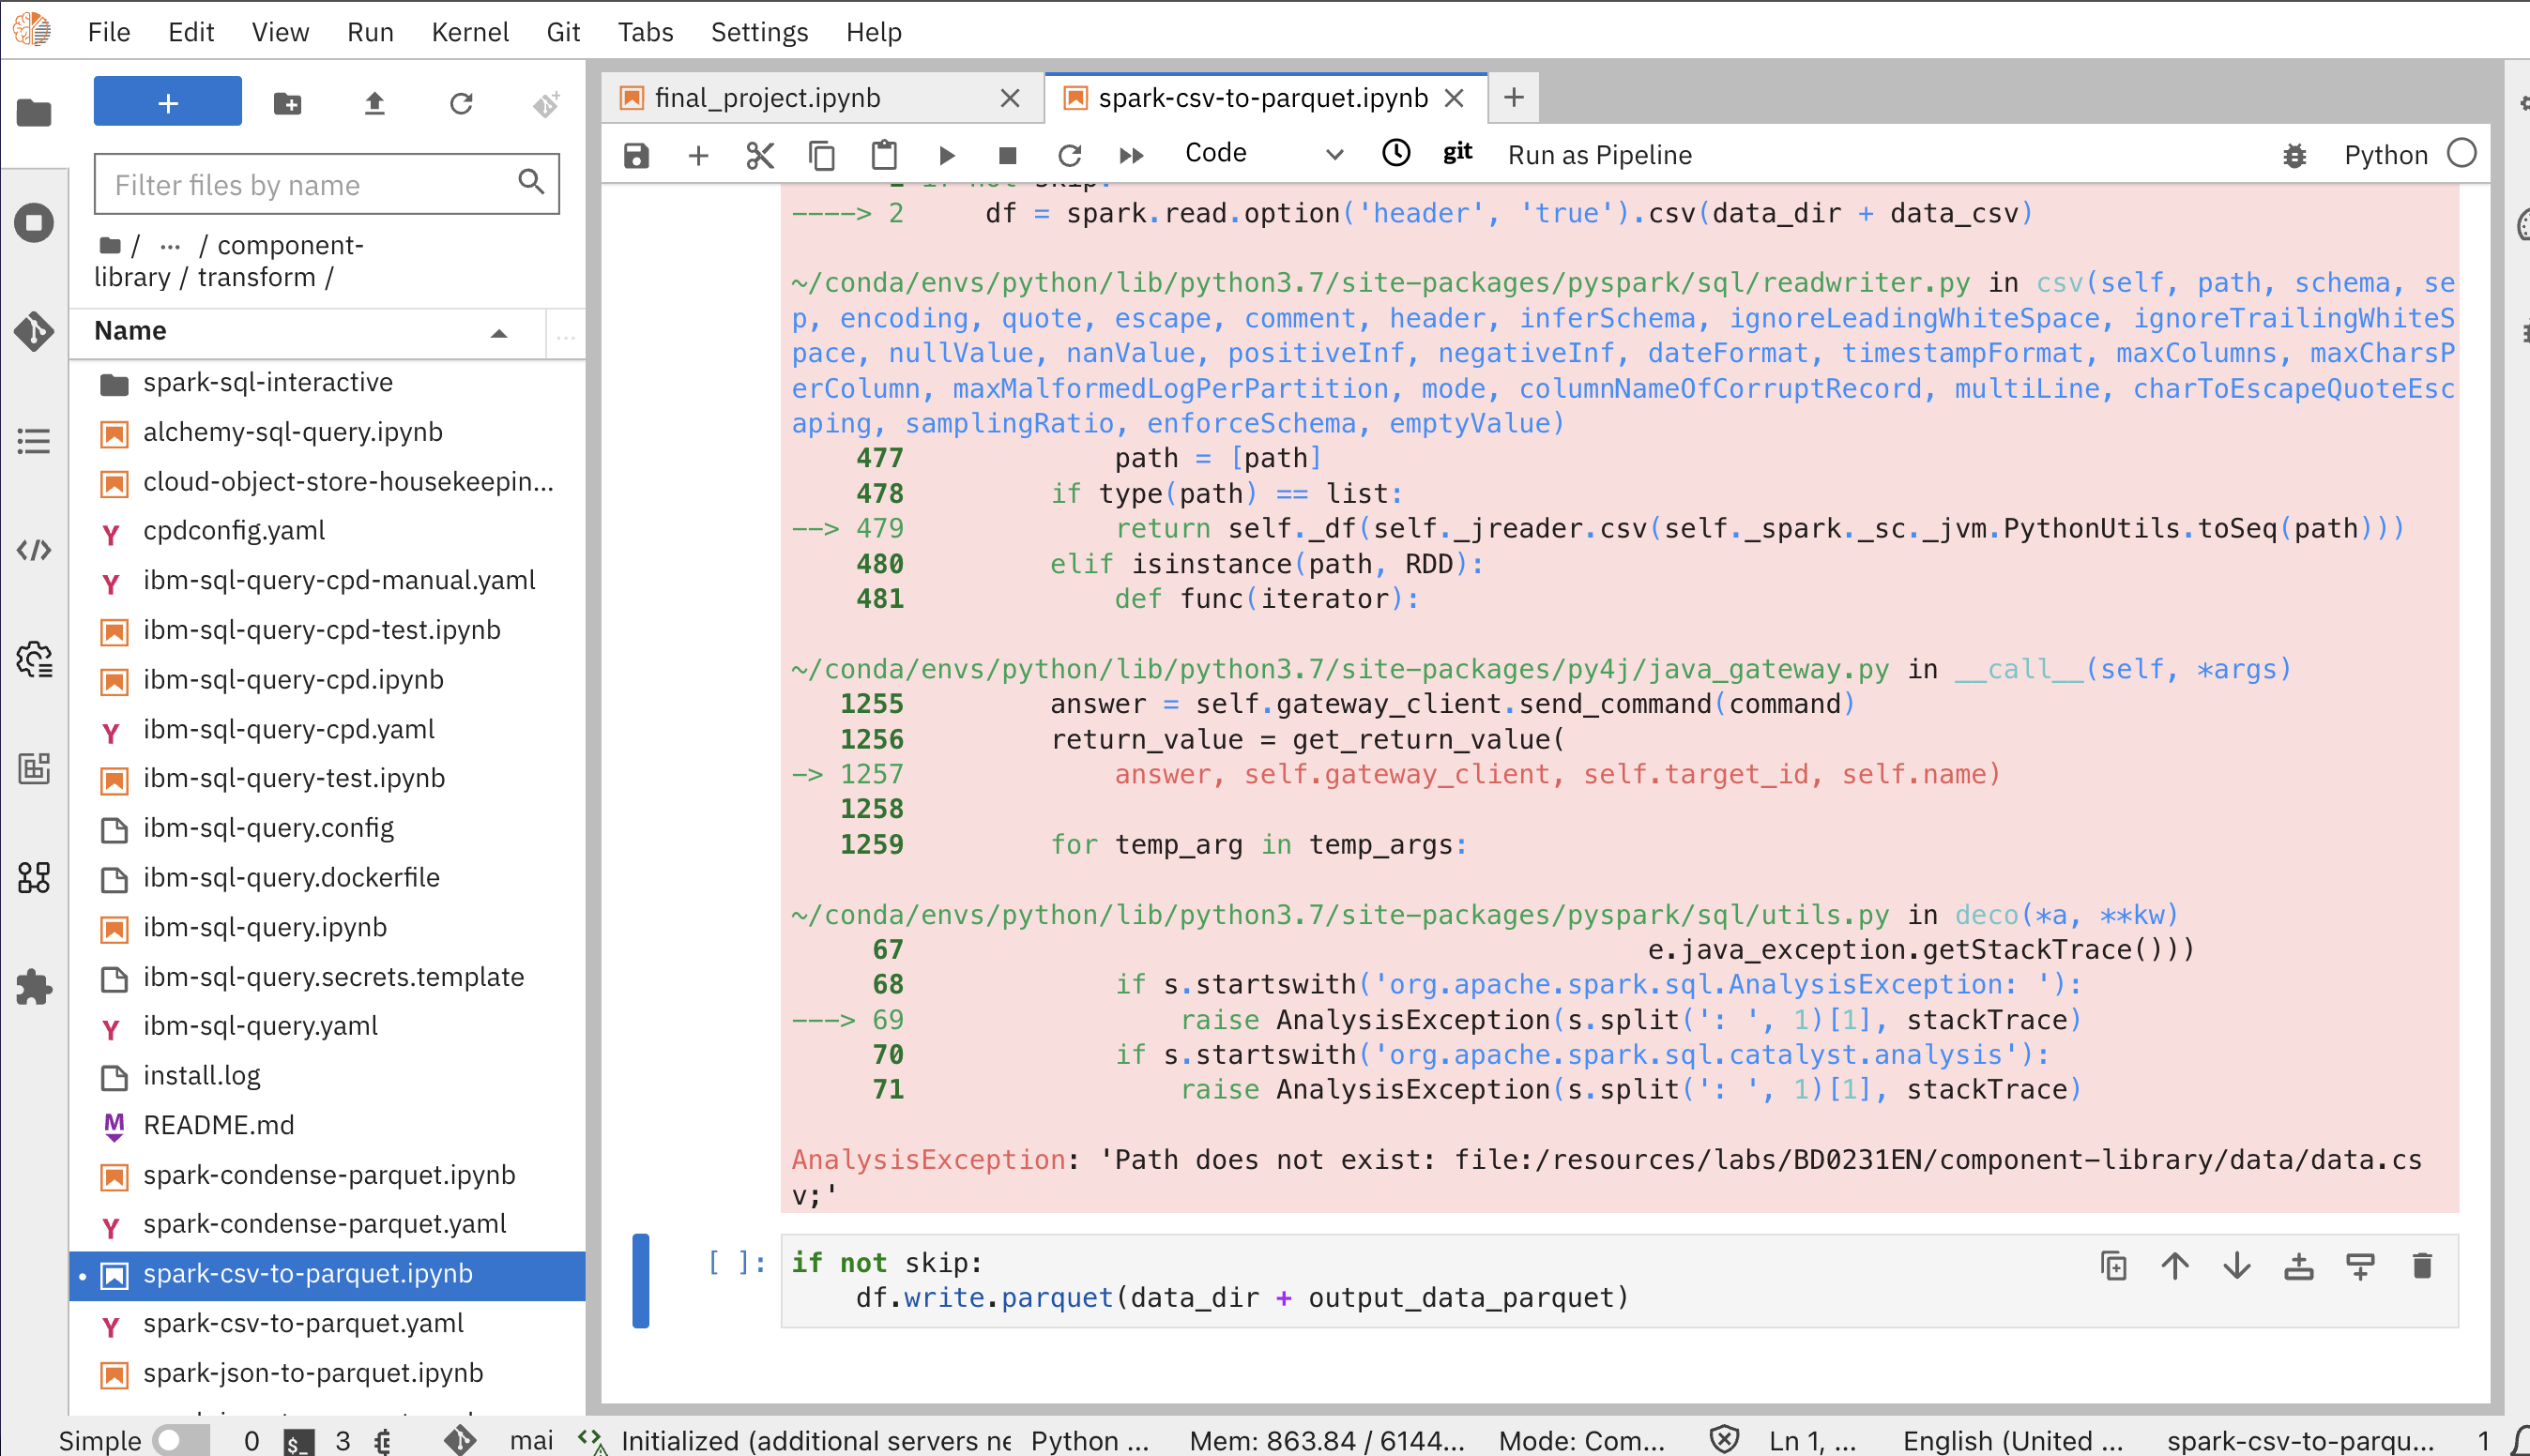 File Edit View Run Kernel Git Tabs Settings Help
+
Filter files by name
/ ... / component-
library / transform /
Name
...
spark-sql-interactive
alchemy-sql-query.ipynb
cloud-object-store-housekeepin...
Y cpdconfig.yaml
Y ibm-sql-query-cpd-manual.yaml
ibm-sql-query-cpd-test.ipynb
ibm-sql-query-cpd.ipynb
Y ibm-sql-query-cpd.yaml
ibm-sql-query-test.ipynb
ibm-sql-query.config
ibm-sql-query.dockerfile
ibm-sql-query.ipynb
ibm-sql-query.secrets.template
Y ibm-sql-query.yaml
install.log
M README.md
spark-condense-parquet.ipynb
Y spark-condense-parquet.yaml
• spark-csv-to-parquet.ipynb
Y spark-csv-to-parquet.yaml
spark-json-to-parquet.ipynb
final_project.ipynb
spark-csv-to-parquet.ipynb
Code git Run as Pipeline Python
if not skip:
----> 2     df = spark.read.option('header', 'true').csv(data_dir + data_csv)
~/conda/envs/python/lib/python3.7/site-packages/pyspark/sql/readwriter.py in csv(self, path, schema, se
p, encoding, quote, escape, comment, header, inferSchema, ignoreLeadingWhiteSpace, ignoreTrailingWhiteS
pace, nullValue, nanValue, positiveInf, negativeInf, dateFormat, timestampFormat, maxColumns, maxCharsP
erColumn, maxMalformedLogPerPartition, mode, columnNameOfCorruptRecord, multiLine, charToEscapeQuoteEsc
aping, samplingRatio, enforceSchema, emptyValue)
477             path = [path]
478         if type(path) == list:
--> 479             return self._df(self._jreader.csv(self._spark._sc._jvm.PythonUtils.toSeq(path)))
480         elif isinstance(path, RDD):
481             def func(iterator):
~/conda/envs/python/lib/python3.7/site-packages/py4j/java_gateway.py in __call__(self, *args)
1255         answer = self.gateway_client.send_command(command)
1256         return_value = get_return_value(
-> 1257             answer, self.gateway_client, self.target_id, self.name)
1258
1259         for temp_arg in temp_args:
~/conda/envs/python/lib/python3.7/site-packages/pyspark/sql/utils.py in deco(*a, **kw)
67                                              e.java_exception.getStackTrace()))
68             if s.startswith('org.apache.spark.sql.AnalysisException: '):
---> 69                 raise AnalysisException(s.split(': ', 1)[1], stackTrace)
70             if s.startswith('org.apache.spark.sql.catalyst.analysis'):
71                 raise AnalysisException(s.split(': ', 1)[1], stackTrace)
AnalysisException: 'Path does not exist: file:/resources/labs/BD0231EN/component-library/data/data.cs
v;'
[ ]: if not skip:
    df.write.parquet(data_dir + output_data_parquet)
Simple 0 $_ 3 mai Initialized (additional servers ne Python ... Mem: 863.84 / 6144... Mode: Com... Ln 1, ... English (United ... spark-csv-to-parqu... 1